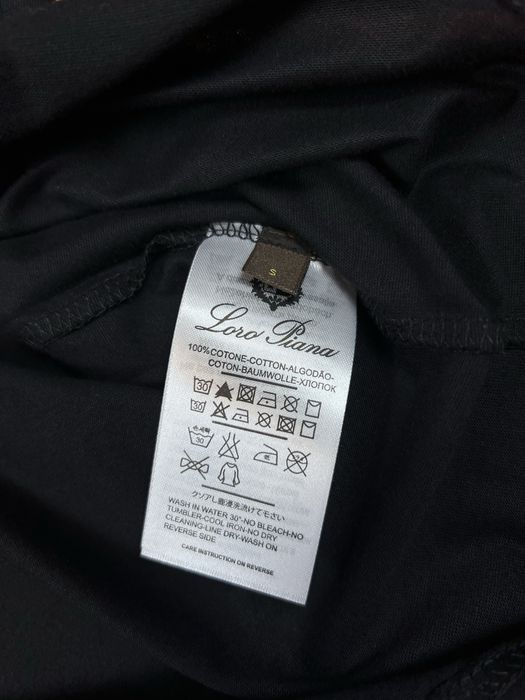 S
Loro Piana
100%COTONE-COTTON-ALGODÃO-
COTON-BAUMWOLLE-ХЛОПОК
30
30
30
WASH IN WATER 30°-NO BLEACH-NO
TUMBLER-COOL IRON-NO DRY
CLEANING-LINE DRY-WASH ON
REVERSE SIDE
CARE INSTRUCTION ON REVERSE